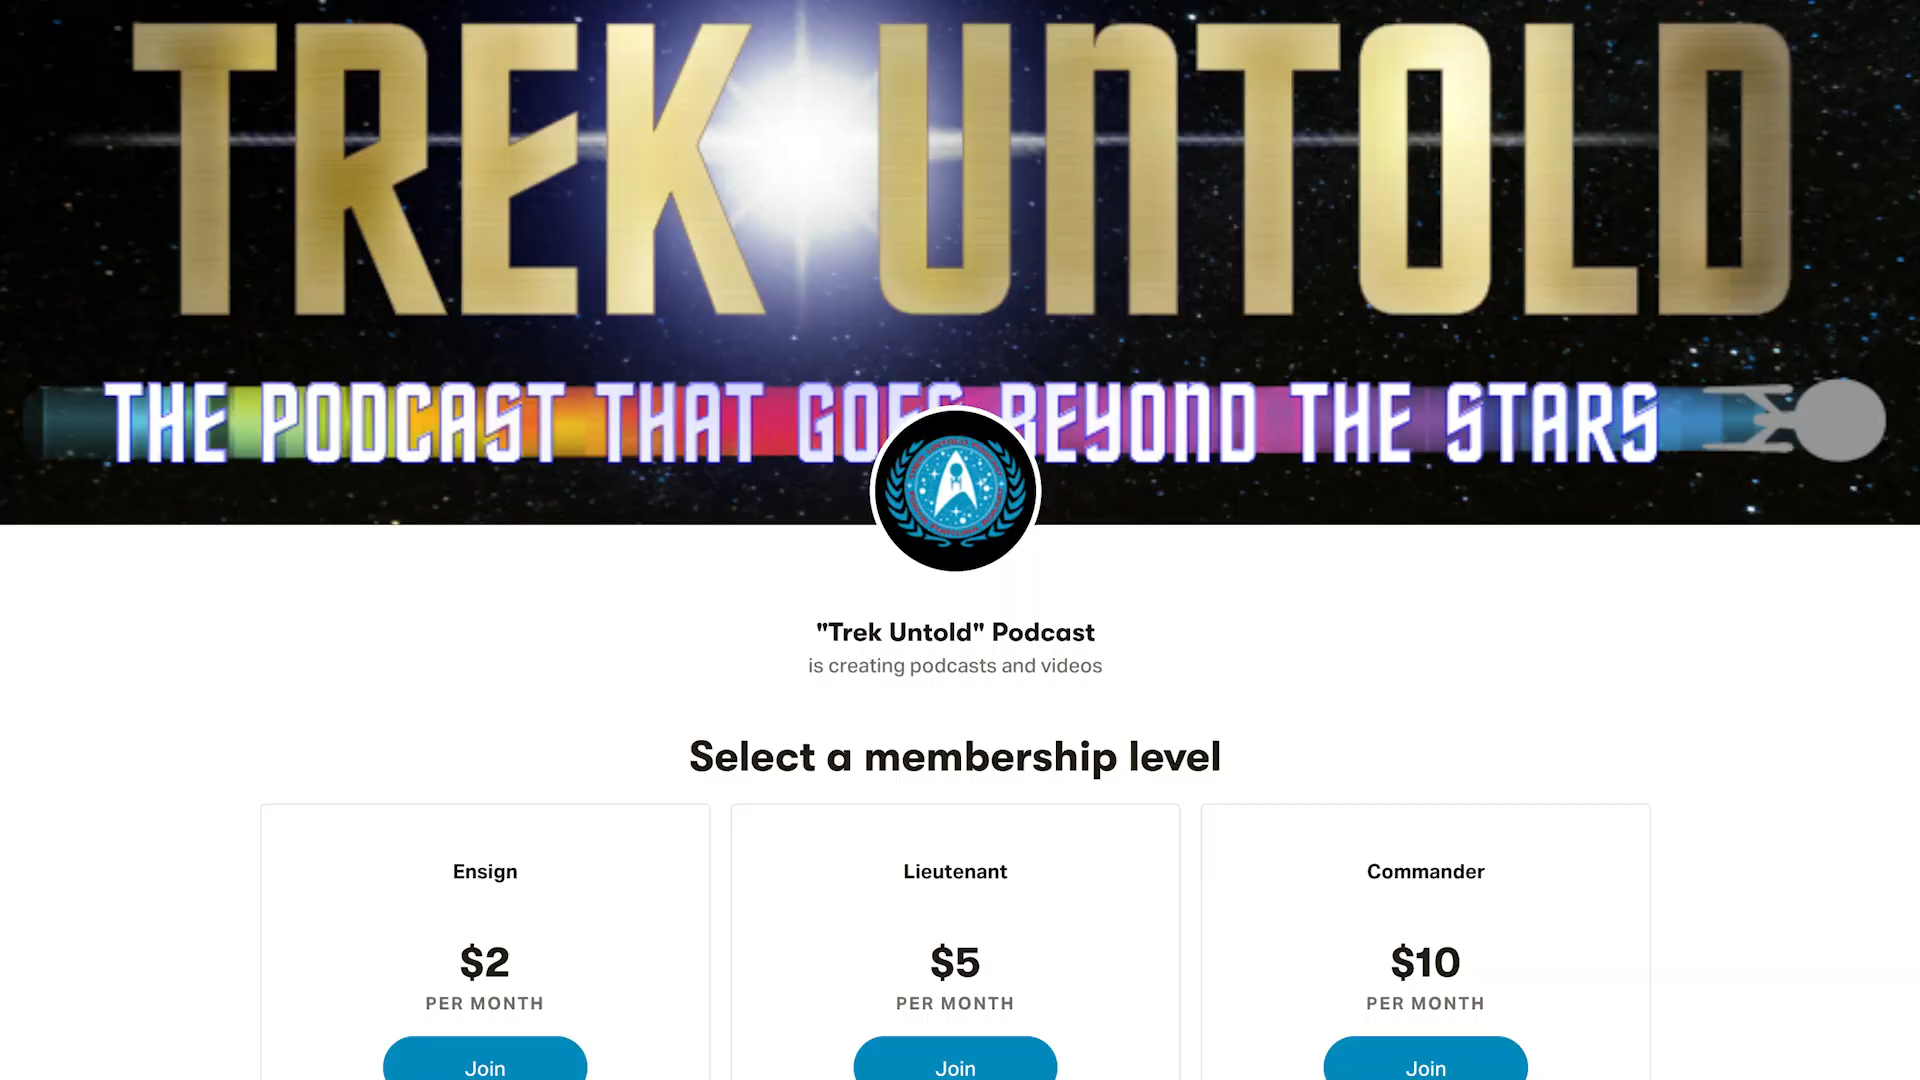 TREK UNTOLD
THE PODCAST THAT GOES BEYOND THE STARS
"Trek Untold" Podcast
is creating podcasts and videos
Select a membership level
Ensign
$2
PER MONTH
Join
Lieutenant
$5
PER MONTH
Join
Commander
$10
PER MONTH
Join